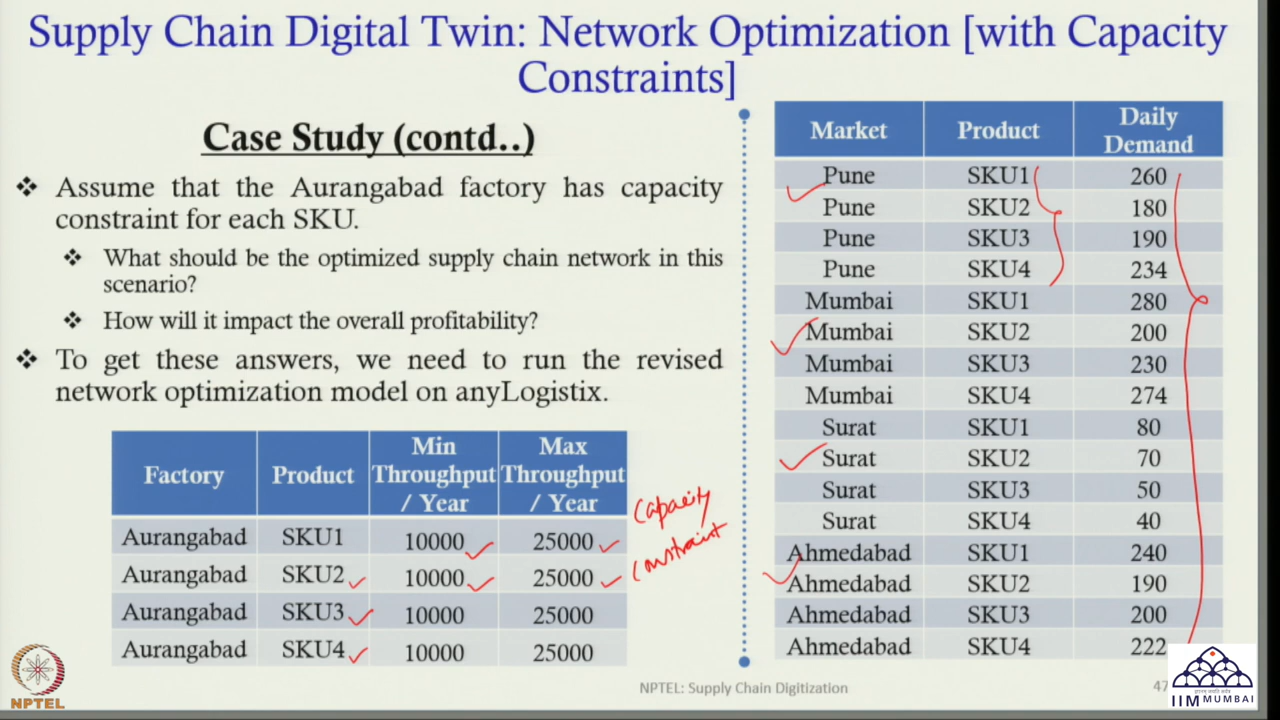 Supply Chain Digital Twin: Network Optimization [with Capacity
Constraints]
Case Study (contd..)
❖ Assume that the Aurangabad factory has capacity
constraint for each SKU.
❖ What should be the optimized supply chain network in this
scenario?
❖ How will it impact the overall profitability?
❖ To get these answers, we need to run the revised
network optimization model on anyLogistix.
Factory Product Min Throughput / Year Max Throughput / Year
Aurangabad SKU1 10000 25000
Aurangabad SKU2 10000 25000
Aurangabad SKU3 10000 25000
Aurangabad SKU4 10000 25000
Capacity
constraint
Market Product Daily Demand
Pune SKU1 260
Pune SKU2 180
Pune SKU3 190
Pune SKU4 234
Mumbai SKU1 280
Mumbai SKU2 200
Mumbai SKU3 230
Mumbai SKU4 274
Surat SKU1 80
Surat SKU2 70
Surat SKU3 50
Surat SKU4 40
Ahmedabad SKU1 240
Ahmedabad SKU2 190
Ahmedabad SKU3 200
Ahmedabad SKU4 222
NPTEL
NPTEL: Supply Chain Digitization
47
IIM MUMBAI